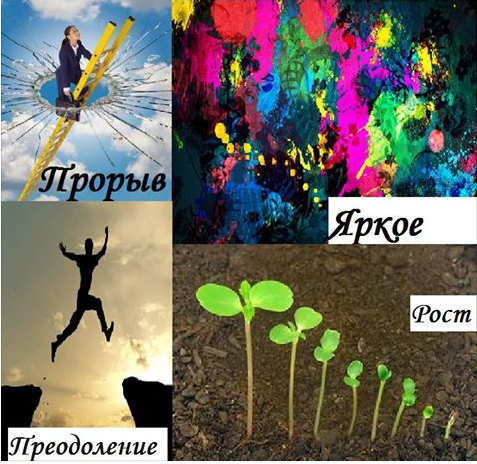 Прорыв
Яркое
Рост
Преодоление